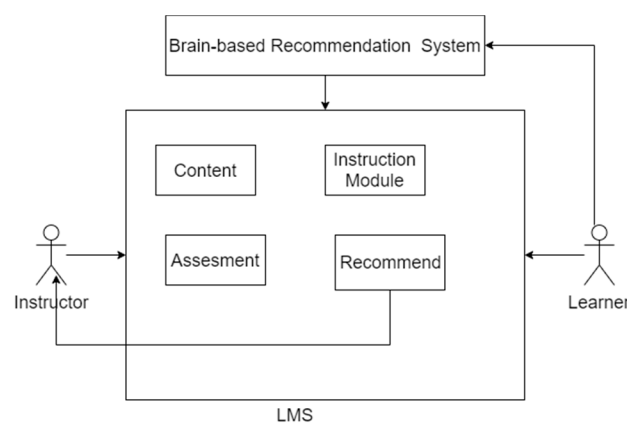 Brain-based Recommendation System
Content
Instruction
Module
Assesment
Recommend
Instructor
Learner
LMS